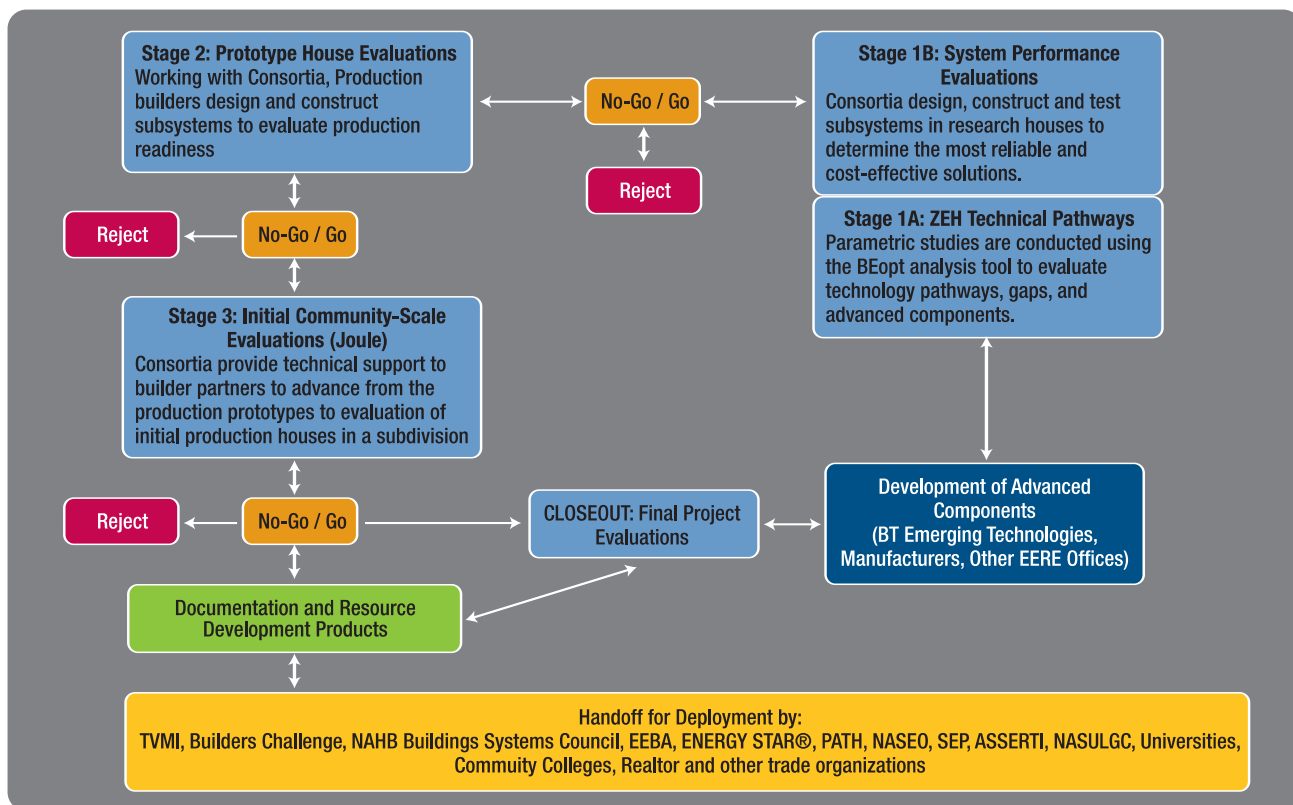 Stage 2: Prototype House Evaluations
Working with Consortia, Production
builders design and construct
subsystems to evaluate production
readiness
No-Go / Go
Reject
Stage 1B: System Performance
Evaluations
Consortia design, construct and test
subsystems in research houses to
determine the most reliable and
cost-effective solutions.
Stage 1A: ZEH Technical Pathways
Parametric studies are conducted using
the BEopt analysis tool to evaluate
technology pathways, gaps, and
advanced components.
Reject
No-Go / Go
Stage 3: Initial Community-Scale
Evaluations (Joule)
Consortia provide technical support to
builder partners to advance from the
production prototypes to evaluation of
initial production houses in a subdivision
Reject
No-Go / Go
CLOSEOUT: Final Project
Evaluations
Development of Advanced
Components
(BT Emerging Technologies,
Manufacturers, Other EERE Offices)
Documentation and Resource
Development Products
Handoff for Deployment by:
TVMI, Builders Challenge, NAHB Buildings Systems Council, EEBA, ENERGY STAR®, PATH, NASEO, SEP, ASSERTI, NASULGC, Universities,
Commuity Colleges, Realtor and other trade organizations